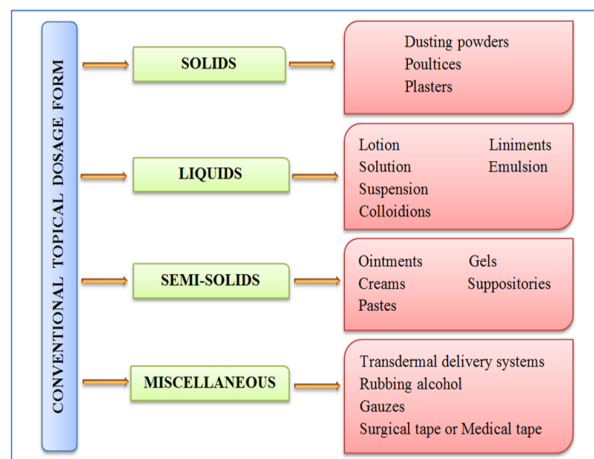 CONVENTIONAL TOPICAL DOSAGE FORM
SOLIDS
Dusting powders
Poultices
Plasters
LIQUIDS
Lotion Liniments
Solution Emulsion
Suspension
Colloidions
SEMI-SOLIDS
Ointments Gels
Creams Suppositories
Pastes
MISCELLANEOUS
Transdermal delivery systems
Rubbing alcohol
Gauzes
Surgical tape or Medical tape